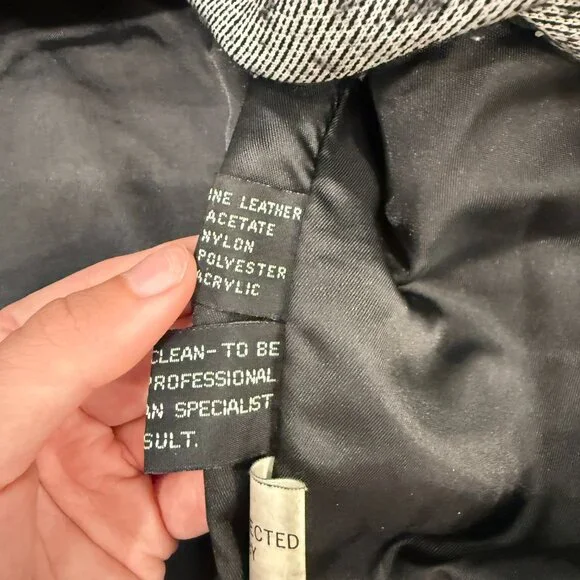 INE LEATHER
ACETATE
NYLON
POLYESTER
ACRYLIC
CLEAN-TO BE
PROFESSIONAL
AN SPECIALIST
SULT.
ECTED
Y